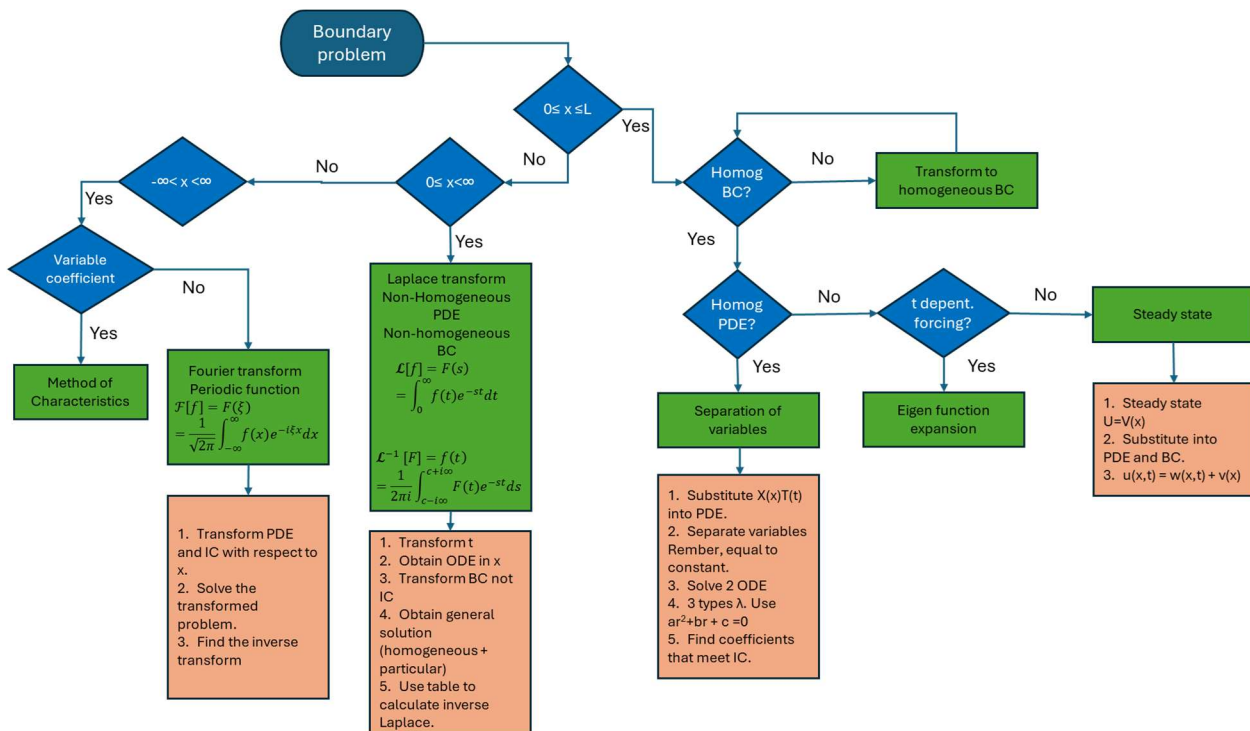 Boundary
problem
0≤ x ≤L
Yes
No
0≤ x<∞
No
-∞< x <∞
Yes
Variable
coefficient
No
Yes
Method of
Characteristics
Fourier transform
Periodic function
ℱ[f] = F(ξ)
= 1/√2π ∫_{-∞}^{∞} f(x)e^{-iξx}dx
1. Transform PDE
and IC with respect to
x.
2. Solve the
transformed
problem.
3. Find the inverse
transform
Yes
Laplace transform
Non-Homogeneous
PDE
Non-homogeneous
BC
ℒ[f] = F(s)
= ∫_0^∞ f(t)e^{-st}dt
ℒ^{-1} [F] = f(t)
= 1/2πi ∫_{c-i∞}^{c+i∞} F(t)e^{-st}ds
1. Transform t
2. Obtain ODE in x
3. Transform BC not
IC
4. Obtain general
solution
(homogeneous +
particular)
5. Use table to
calculate inverse
Laplace.
Homog
BC?
No
Transform to
homogeneous BC
Yes
Homog
PDE?
No
t depent.
forcing?
No
Steady state
Yes
Separation of
variables
Yes
Eigen function
expansion
1. Steady state
U=V(x)
2. Substitute into
PDE and BC.
3. u(x,t) = w(x,t) + v(x)
1. Substitute X(x)T(t)
into PDE.
2. Separate variables
Rember, equal to
constant.
3. Solve 2 ODE
4. 3 types λ. Use
ar²+br + c =0
5. Find coefficients
that meet IC.